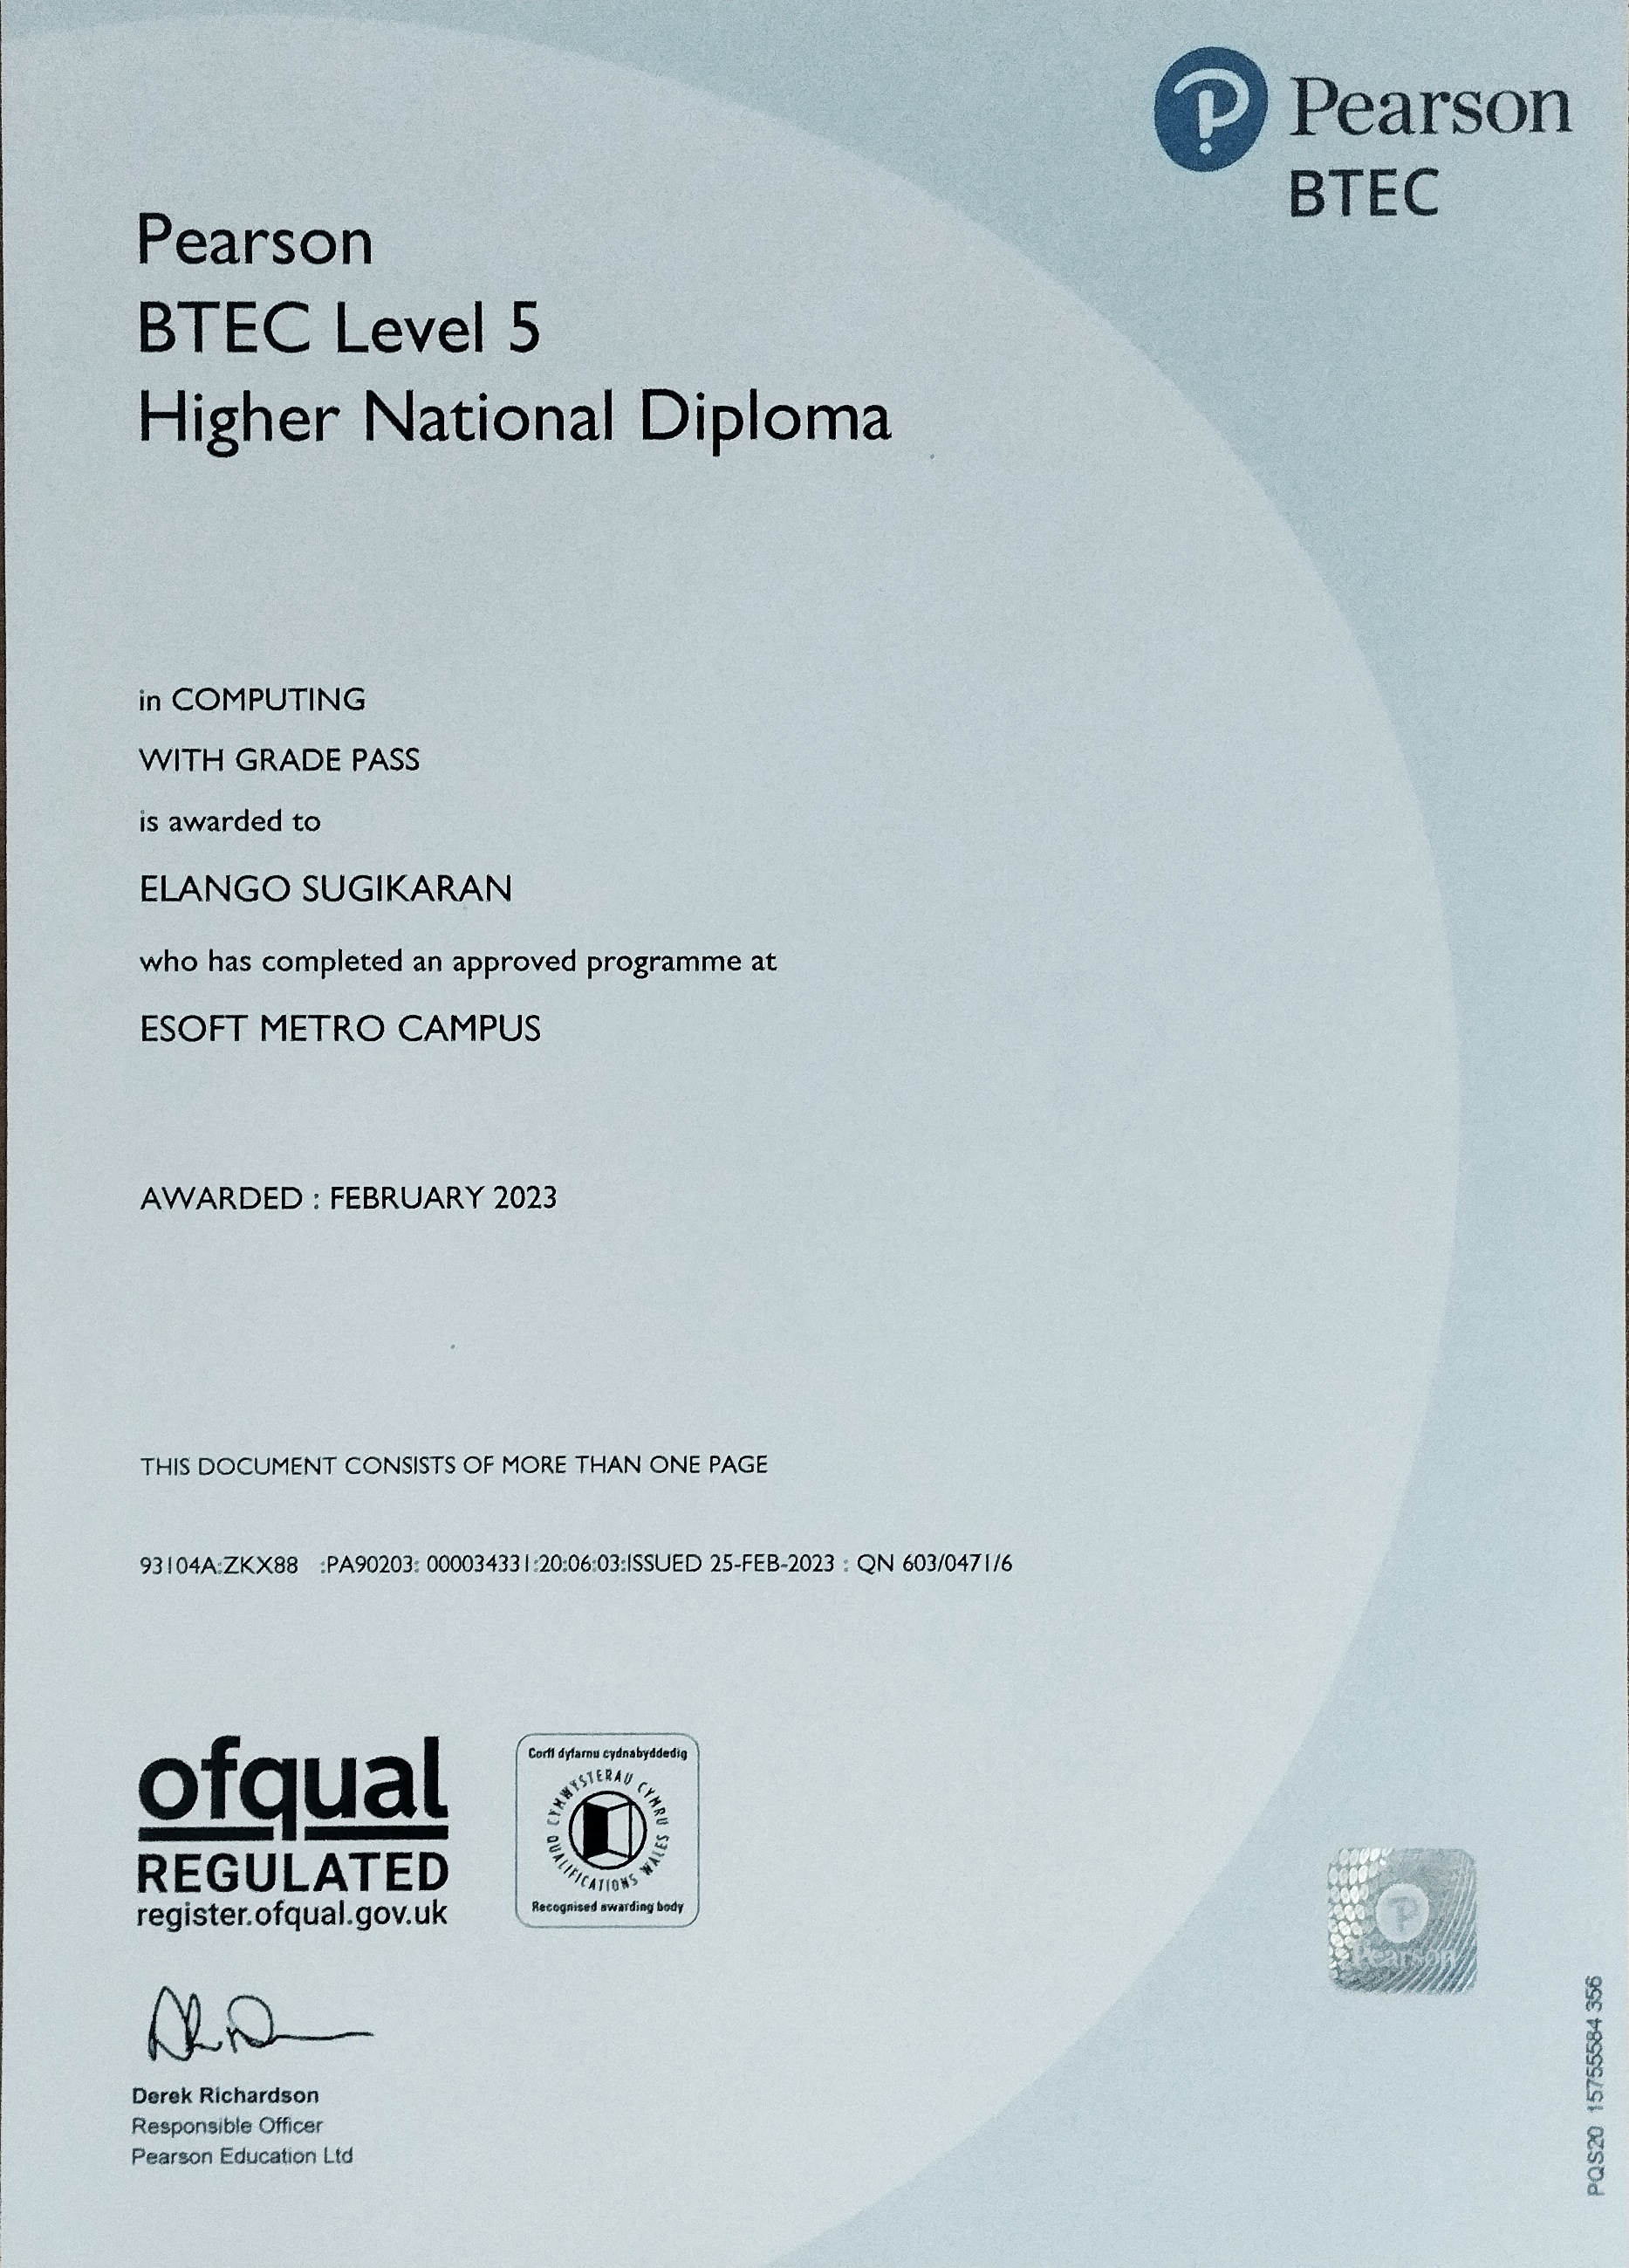 Pearson
BTEC
Pearson
BTEC Level 5
Higher National Diploma
in COMPUTING
WITH GRADE PASS
is awarded to
ELANGO SUGIKARAN
who has completed an approved programme at
ESOFT METRO CAMPUS
AWARDED : FEBRUARY 2023
THIS DOCUMENT CONSISTS OF MORE THAN ONE PAGE
93104A:ZKX88 :PA90203: 000034331:20:06:03:ISSUED 25-FEB-2023 : QN 603/0471/6
ofqual
REGULATED
register.ofqual.gov.uk
Corff dyfarnu cydnabyddedig
CYMWYSTERAU CYMRU
QUALIFICATIONS WALES
Recognised awarding body
Pearson
Derek Richardson
Responsible Officer
Pearson Education Ltd
PQS20 15755584 356